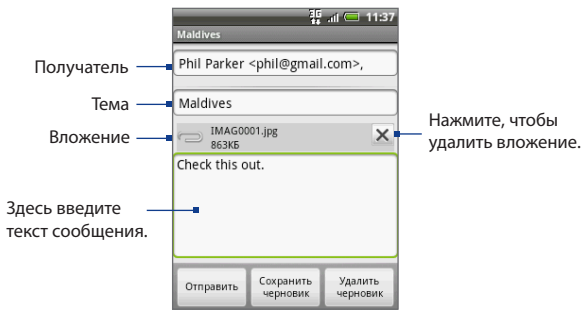 3G 11:37
Maldives
Получатель
Phil Parker <phil@gmail.com>,
Тема
Maldives
Вложение
IMAG0001.jpg
863КБ
Нажмите, чтобы
удалить вложение.
Check this out.
Здесь введите
текст сообщения.
Отправить
Сохранить
черновик
Удалить
черновик